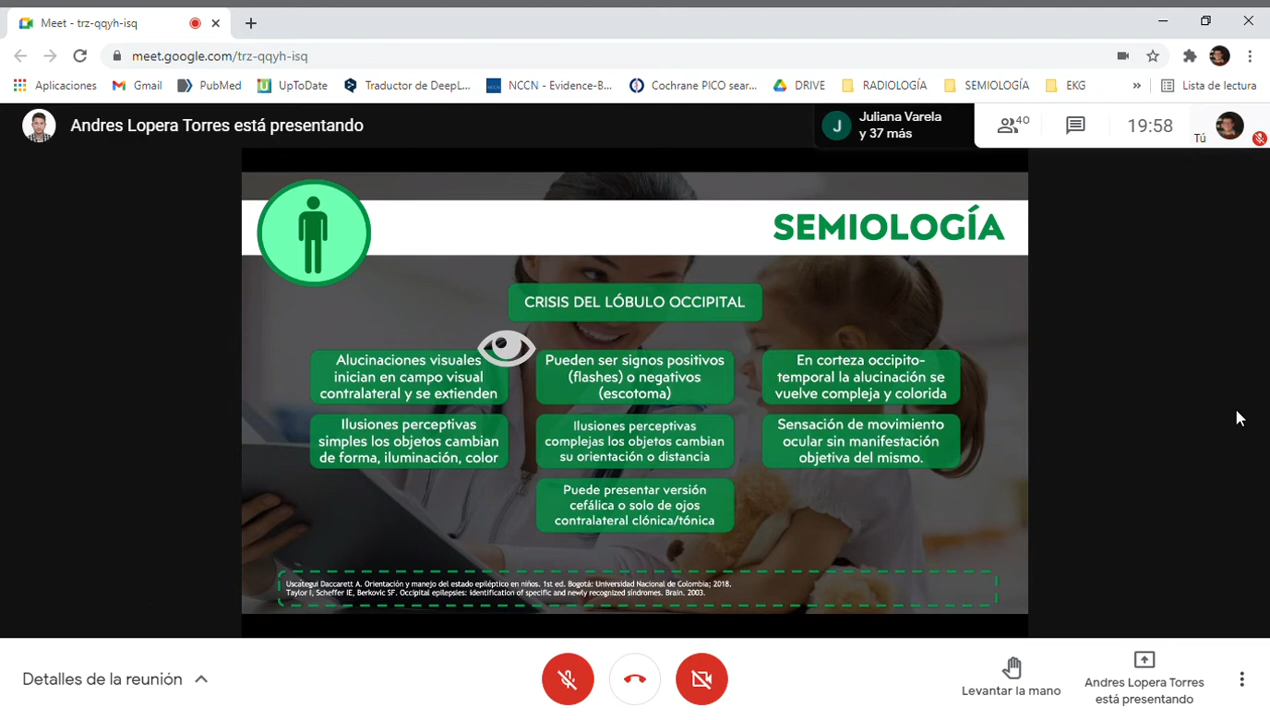 Meet - trz-qqyh-isq
meet.google.com/trz-qqyh-isq
Aplicaciones
Gmail
PubMed
UpToDate
Traductor de DeepL...
NCCN - Evidence-B...
Cochrane PICO sear...
DRIVE
RADIOLOGÍA
SEMIOLOGÍA
EKG
»
Lista de lectura
Andres Lopera Torres está presentando
J
Juliana Varela
y 37 más
40
19:58
Tú
SEMIOLOGÍA
CRISIS DEL LÓBULO OCCIPITAL
Alucinaciones visuales
inician en campo visual
contralateral y se extienden
Pueden ser signos positivos
(flashes) o negativos
(escotoma)
En corteza occipito-
temporal la alucinación se
vuelve compleja y colorida
Ilusiones perceptivas
simples los objetos cambian
de forma, iluminación, color
Ilusiones perceptivas
complejas los objetos cambian
su orientación o distancia
Sensación de movimiento
ocular sin manifestación
objetiva del mismo.
Puede presentar versión
cefálica o solo de ojos
contralateral clónica/tónica
Uscátegui Daccarett A. Orientación y manejo del estado epiléptico en niños. 1st ed. Bogotá: Universidad Nacional de Colombia; 2018.
Taylor I, Scheffer IE, Berkovic SF. Occipital epilepsies: identification of specific and newly recognized síndromes. Brain. 2003.
Detalles de la reunión
Levantar la mano
Andres Lopera Torres
está presentando